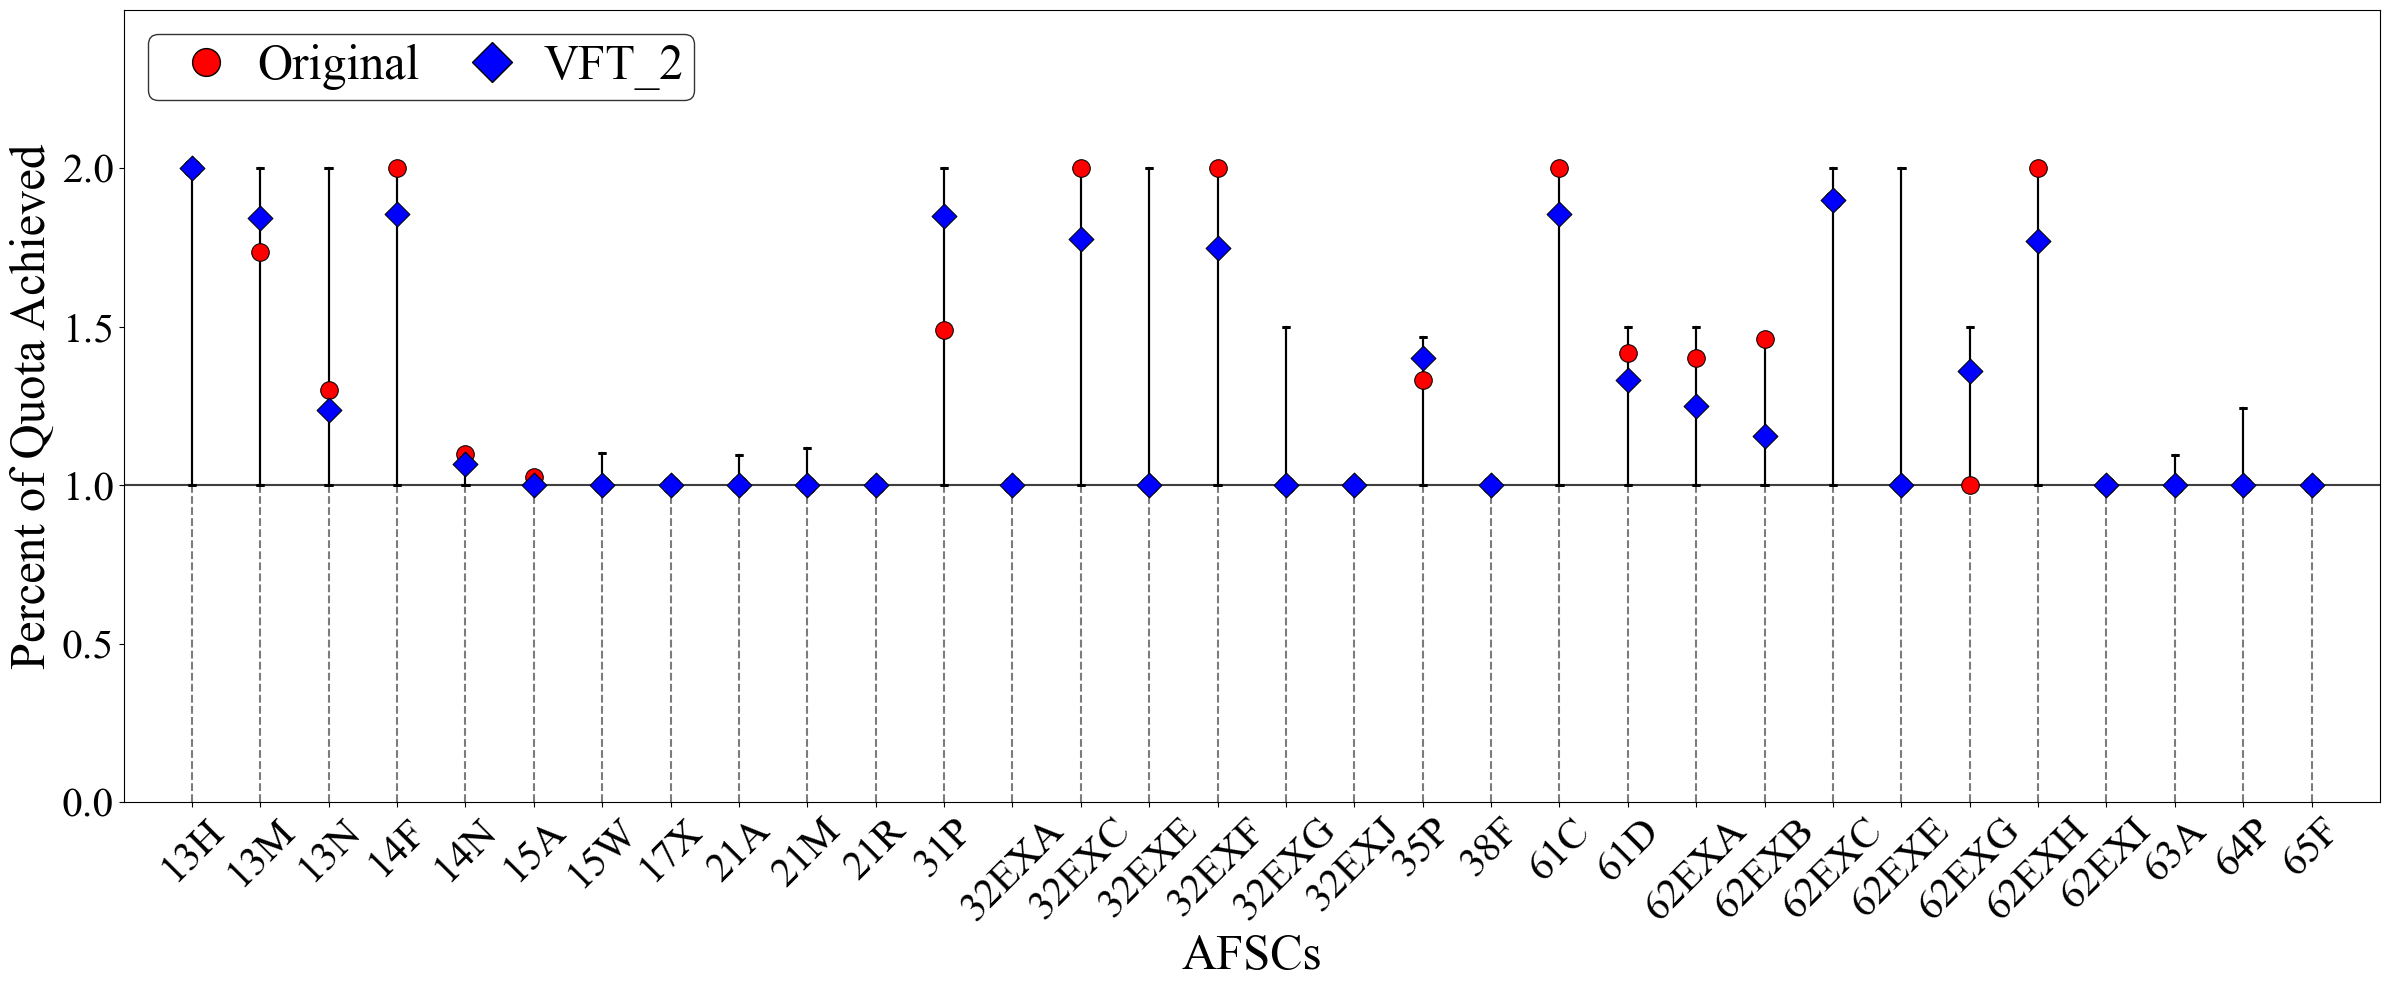 Original VFT_2
Percent of Quota Achieved
2.0
1.5
1.0
0.5
0.0
13H 13M 13N 14F 14N 15A 15W 17X 21A 21M 21R 31P 32EXA 32EXC 32EXE 32EXF 32EXG 32EXJ 35P 38F 61C 61D 62EXA 62EXB 62EXC 62EXE 62EXG 62EXH 62EXI 63A 64P 65F
AFSCs